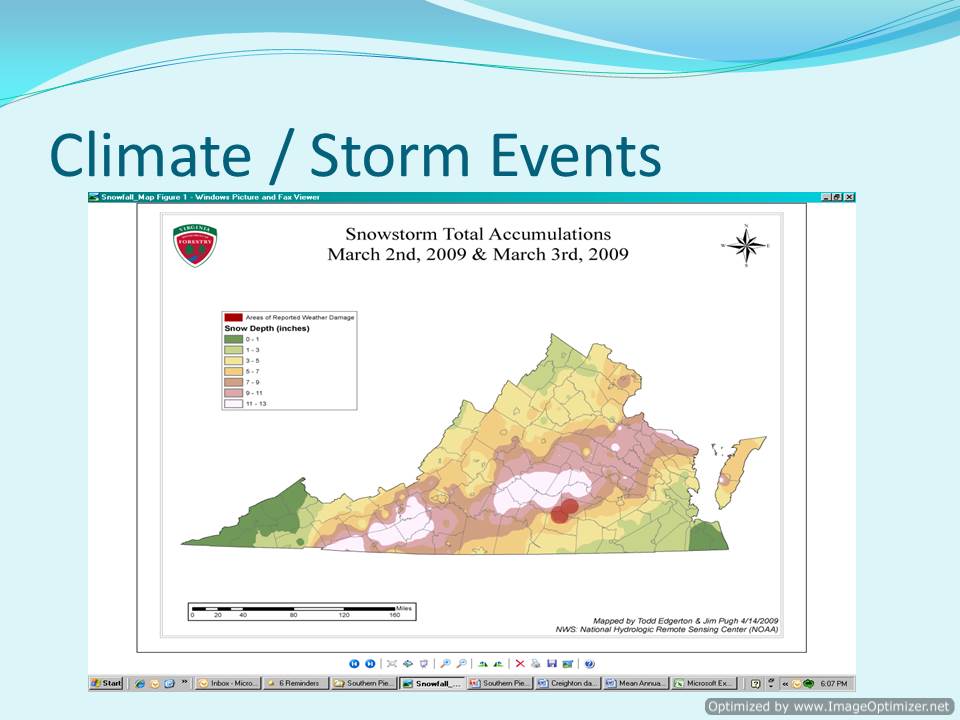 Climate / Storm Events
Snowfall_Map Figure 1 - Windows Picture and Fax Viewer
VIRGINIA
FORESTRY
Snowstorm Total Accumulations
March 2nd, 2009 & March 3rd, 2009
N
W
E
S
Areas of Reported Weather Damage
Snow Depth (inches)
0 - 1
1 - 3
3 - 5
5 - 7
7 - 9
9 - 11
11 - 13
Miles
0 20 40 80 120 160
Mapped by Todd Edgerton & Jim Pugh 4/14/2009
NWS: National Hydrologic Remote Sensing Center (NOAA)
Start
Inbox - Micro...
6 Reminders
Southern Pie...
Snowfall_...
Southern Pie...
Creighton da...
Mean Annua...
Microsoft Ex...
6:07 PM
Optimized by www.ImageOptimizer.net